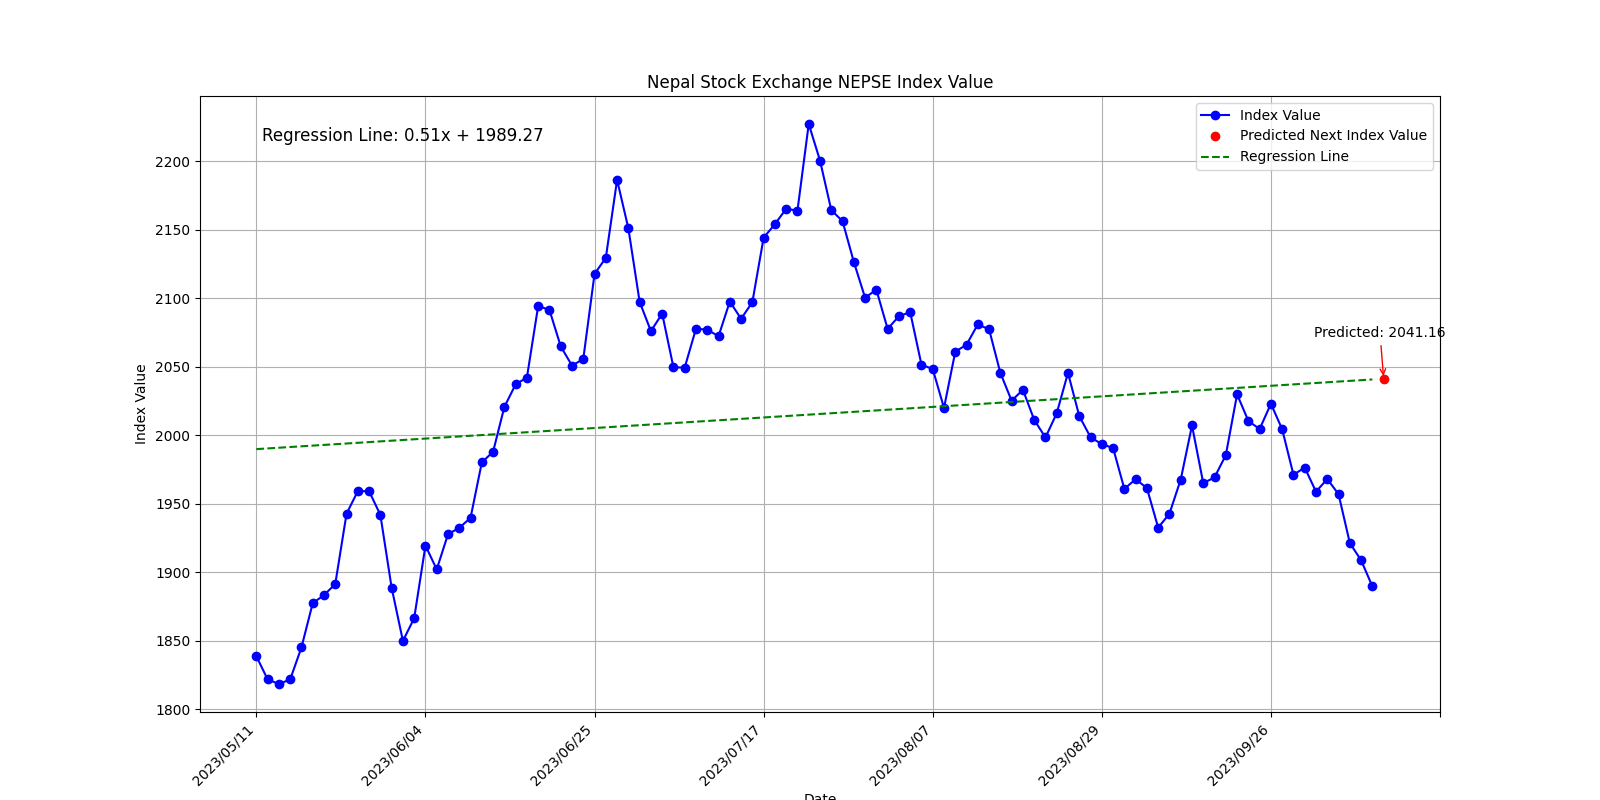 Nepal Stock Exchange NEPSE Index Value
Regression Line: 0.51x + 1989.27
Index Value
Predicted Next Index Value
Regression Line
Predicted: 2041.16
Index Value
2200
2150
2100
2050
2000
1950
1900
1850
1800
2023/05/11
2023/06/04
2023/06/25
2023/07/17
2023/08/07
2023/08/29
2023/09/26
Date